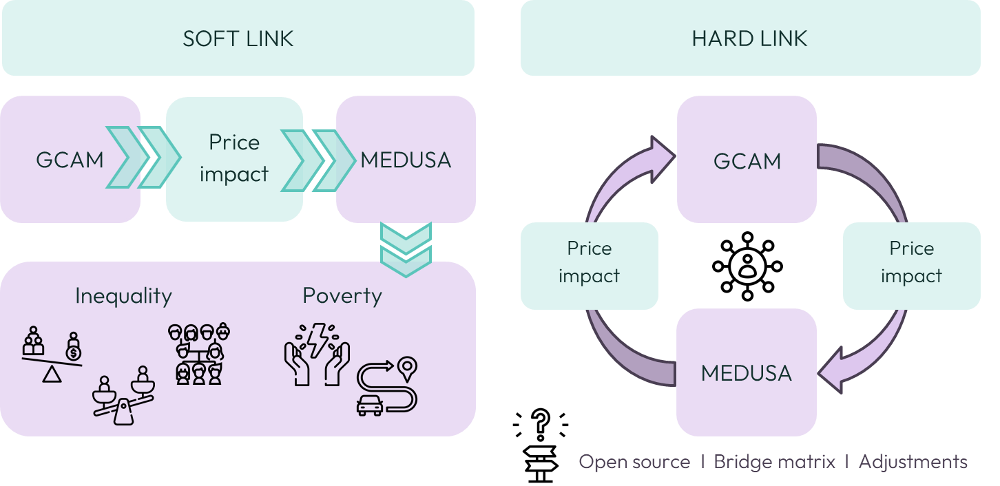 SOFT LINK
GCAM
Price
impact
MEDUSA
Inequality
Poverty
$
HARD LINK
GCAM
Price
impact
Price
impact
MEDUSA
?
Open source | Bridge matrix | Adjustments